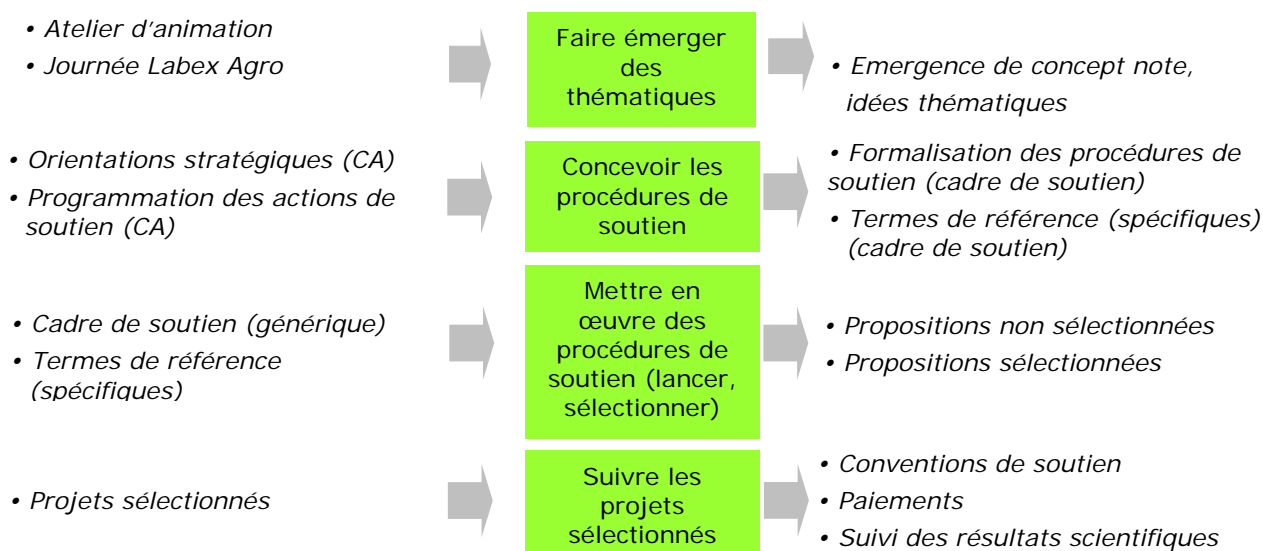 • Atelier d'animation
• Journée Labex Agro
Faire émerger
des
thématiques
• Emergence de concept note,
idées thématiques
• Orientations stratégiques (CA)
• Programmation des actions de
soutien (CA)
Concevoir les
procédures de
soutien
• Formalisation des procédures de
soutien (cadre de soutien)
• Termes de référence (spécifiques)
(cadre de soutien)
• Cadre de soutien (générique)
• Termes de référence
(spécifiques)
Mettre en
œuvre des
procédures de
soutien (lancer,
sélectionner)
• Propositions non sélectionnées
• Propositions sélectionnées
• Projets sélectionnés
Suivre les
projets
sélectionnés
• Conventions de soutien
• Paiements
• Suivi des résultats scientifiques